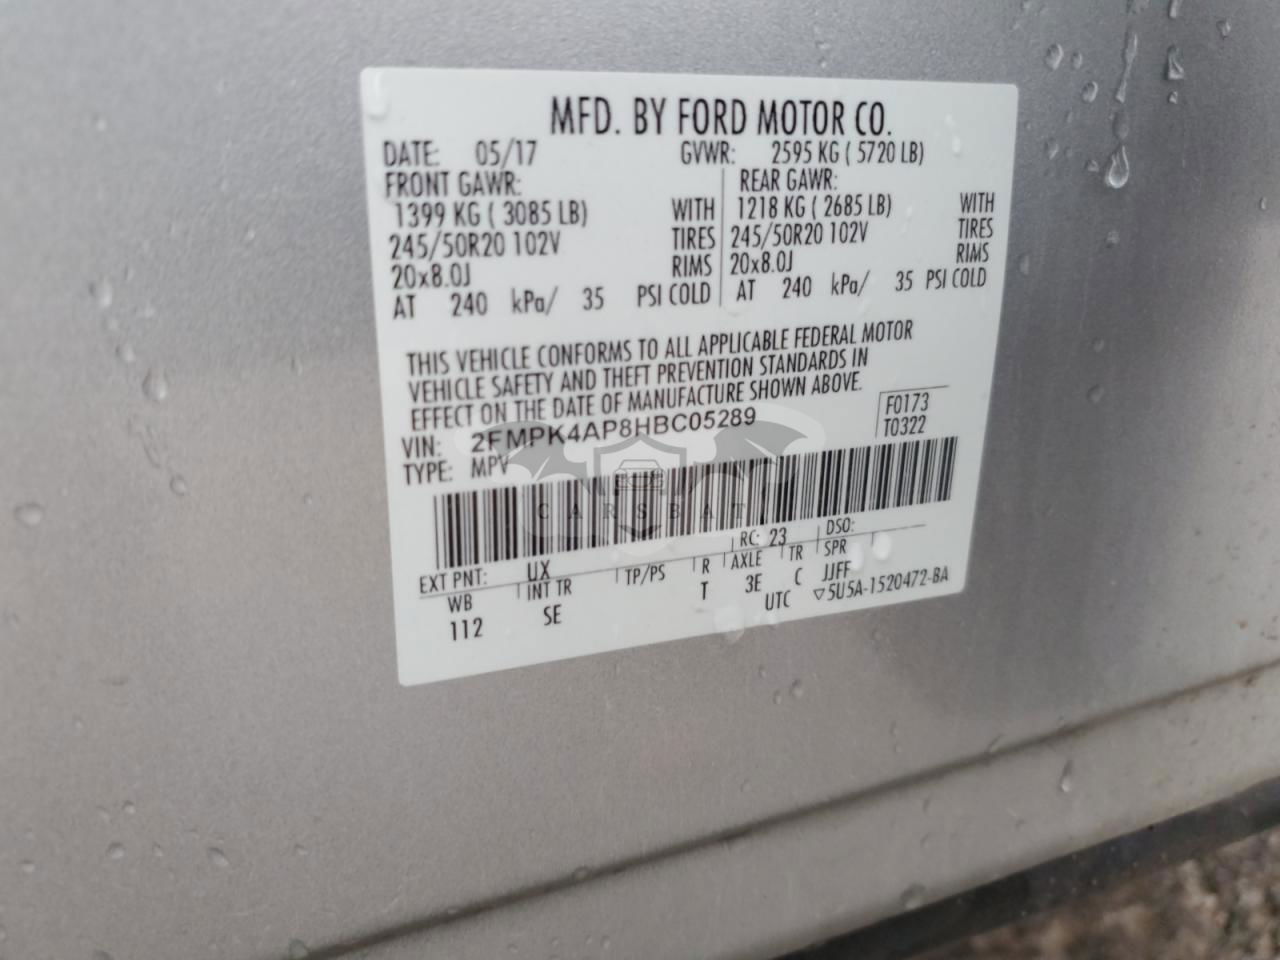 MFD. BY FORD MOTOR CO.
DATE: 05/17 GVWR: 2595 KG ( 5720 LB)
FRONT GAWR: REAR GAWR:
1399 KG ( 3085 LB) WITH 1218 KG ( 2685 LB) WITH
245/50R20 102V TIRES 245/50R20 102V TIRES
20x8.0J RIMS 20x8.0J RIMS
AT 240 kPa/ 35 PSI COLD AT 240 kPa/ 35 PSI COLD
THIS VEHICLE CONFORMS TO ALL APPLICABLE FEDERAL MOTOR
VEHICLE SAFETY AND THEFT PREVENTION STANDARDS IN
EFFECT ON THE DATE OF MANUFACTURE SHOWN ABOVE.
VIN: 2FMPK4AP8HBC05289 F0173
TYPE: MPV T0322
CARSBAT
EXT PNT: UX RC: 23 DSO:
WB INT TR TP/PS R AXLE TR SPR
112 SE T 3E C JJFF
UTC ▽5U5A-1520472-BA